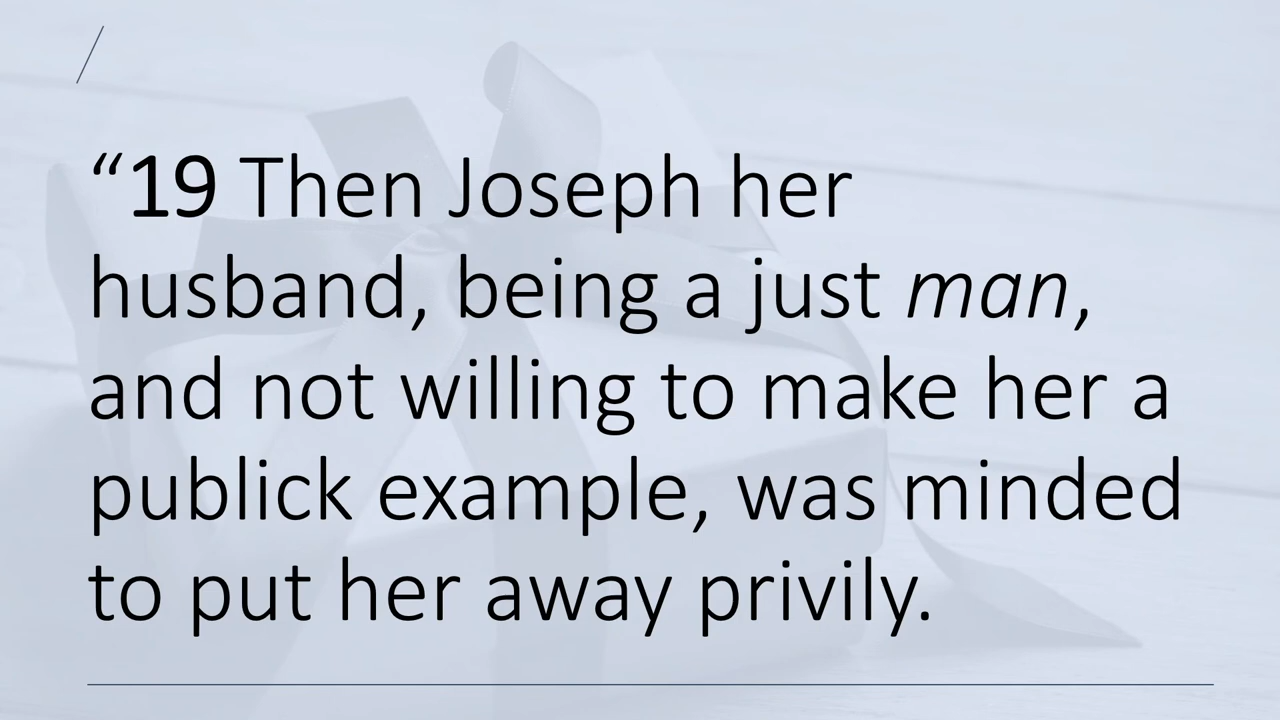 “19 Then Joseph her
husband, being a just man,
and not willing to make her a
publick example, was minded
to put her away privily.